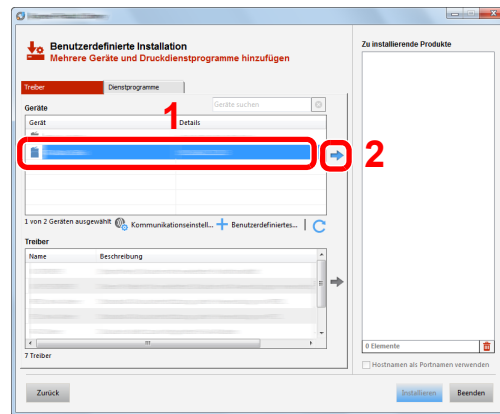 Benutzerdefinierte Installation
Mehrere Geräte und Druckdienstprogramme hinzufügen
Zu installierende Produkte
Treiber
Dienstprogramme
Geräte
Geräte suchen
1
Gerät
Details
2
1 von 2 Geräten ausgewählt
Kommunikationseinstell...
Benutzerdefiniertes...
Treiber
Name
Beschreibung
7 Treiber
0 Elemente
Hostnamen als Portnamen verwenden
Zurück
Installieren
Beenden